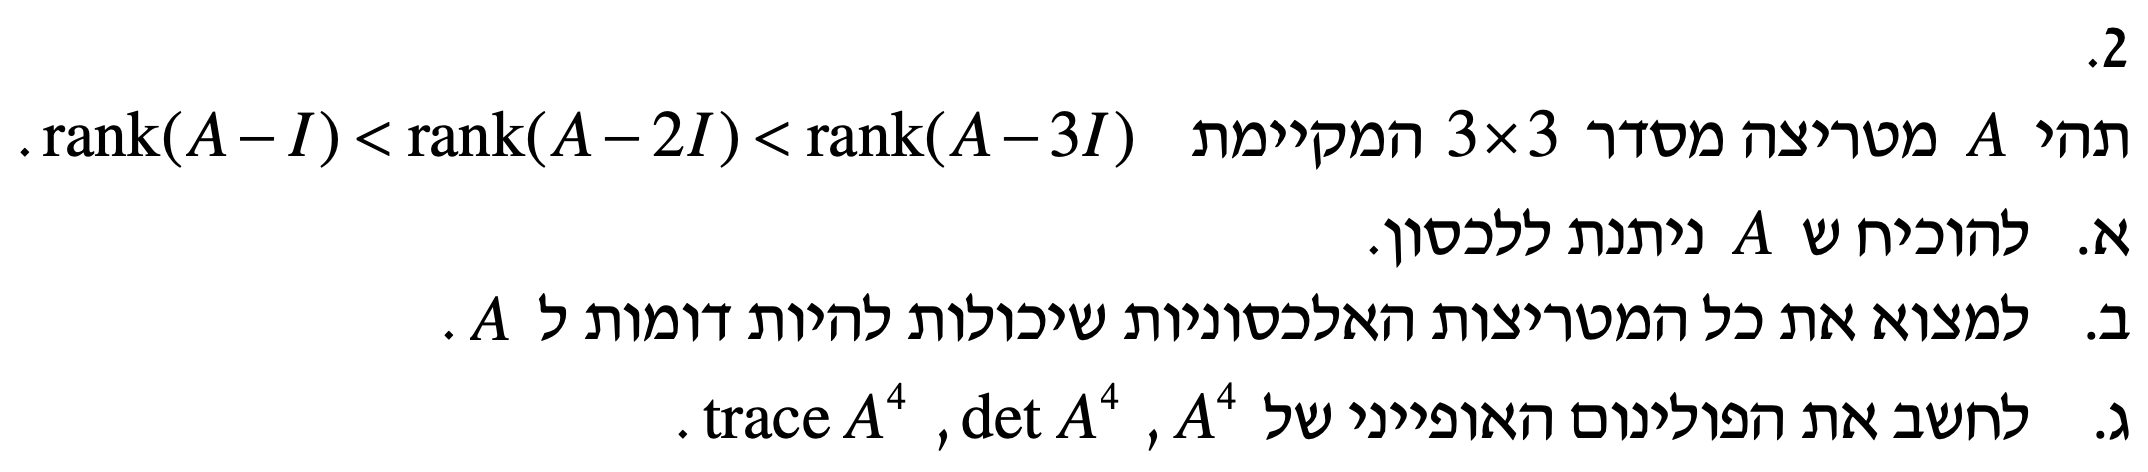 2.
תהי A מטריצה מסדר 3×3 המקיימת rank(A−I) < rank(A−2I) < rank(A−3I).
א. להוכיח ש A ניתנת ללכסון.
ב. למצוא את כל המטריצות האלכסוניות שיכולות להיות דומות ל A.
ג. לחשב את הפולינום האופייני של A⁴, det A⁴, trace A⁴.